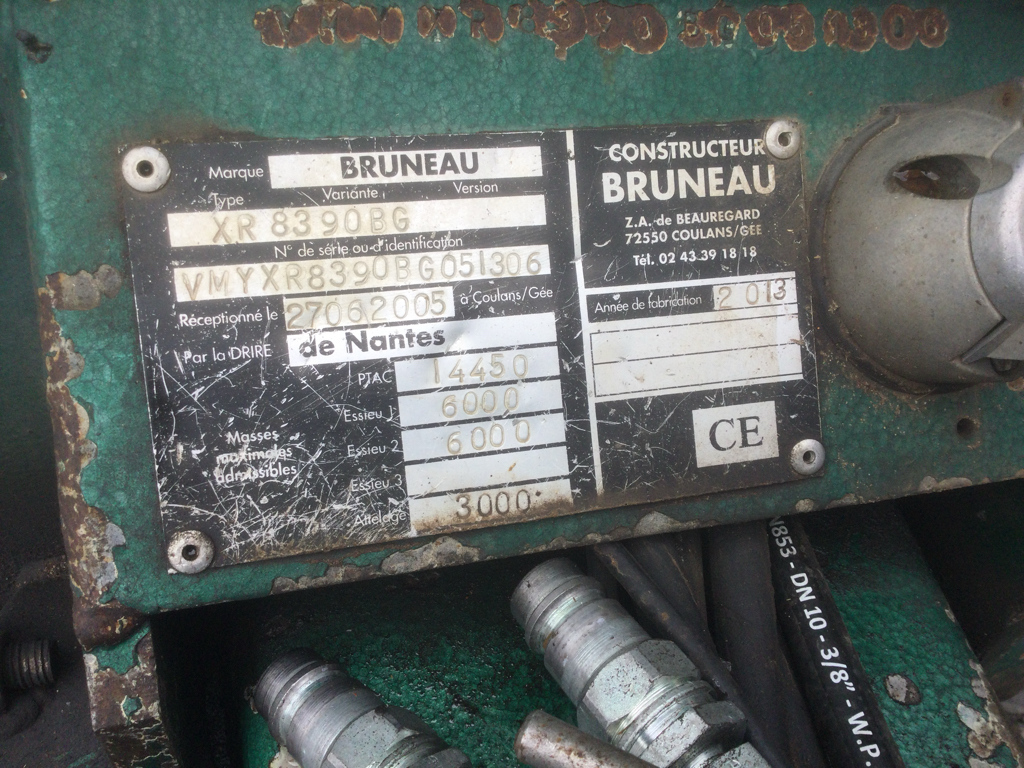 Marque BRUNEAU
Type Variante Version
XR 8390BG
N° de série ou d'identification
VMYXR8390BG051306
Réceptionné le 27062005 à Coulans/Gée
Par la DRIRE de Nantes
PTAC 14450
Masses maximales admissibles
Essieu 1 6000
Essieu 2 6000
Essieu 3
Attelage 3000
CONSTRUCTEUR
BRUNEAU
Z.A. de BEAUREGARD
72550 COULANS/GÉE
Tél. 02 43 39 18 18
Année de fabrication 2013
CE
853 - DN 10 - 3/8" - W.P.